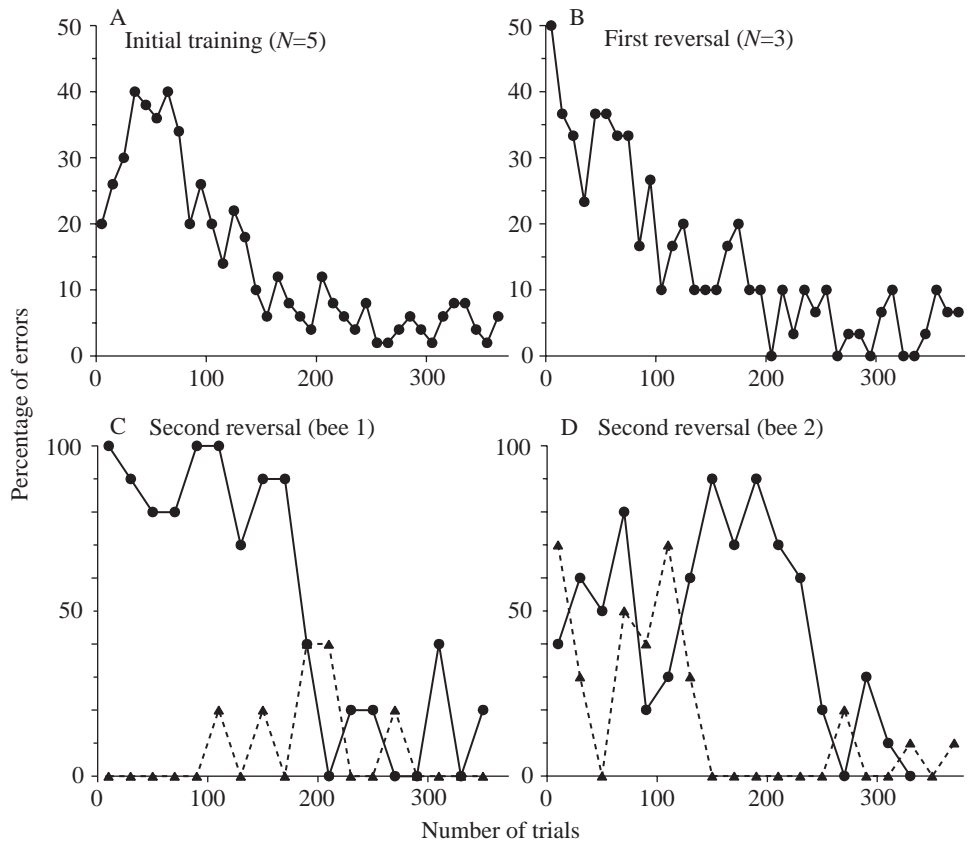 A
Initial training (N=5)
50
40
30
20
10
0
0 100 200 300
B
First reversal (N=3)
50
40
30
20
10
0
0 100 200 300
Percentage of errors
C Second reversal (bee 1)
100
50
0
0 100 200 300
D Second reversal (bee 2)
100
50
0
0 100 200 300
Number of trials